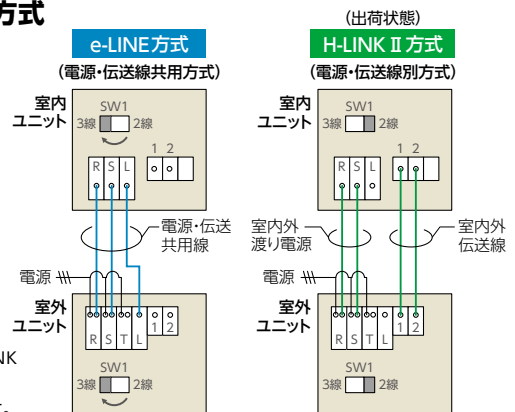 方式
e-LINE方式
(電源・伝送線共用方式)
室内
ユニット
SW1
3線 2線
R S L
1 2
電源・伝送
共用線
電源
室外
ユニット
R S T L
1 2
SW1
3線 2線
NK
(出荷状態)
H-LINKⅡ方式
(電源・伝送線別方式)
室内
ユニット
SW1
3線 2線
R S L
1 2
室内外
渡り電源
室内外
伝送線
電源
室外
ユニット
R S T L
1 2
SW1
3線 2線